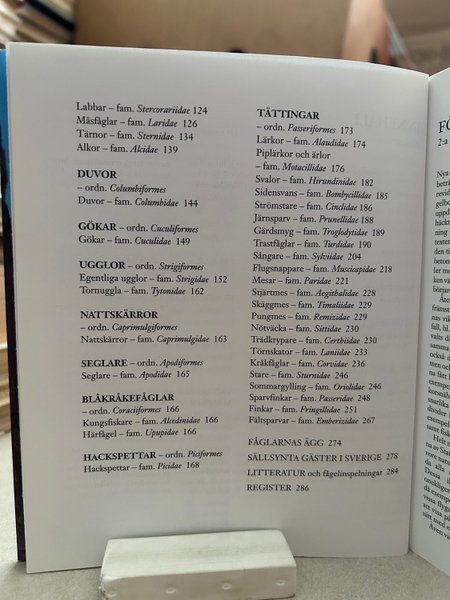 Labbar – fam. Stercorariidae 124
Måsfåglar – fam. Laridae 126
Tärnor – fam. Sternidae 134
Alkor – fam. Alcidae 139
DUVOR
– ordn. Columbiformes
Duvor – fam. Columbidae 144
GÖKAR – ordn. Cuculiformes
Gökar – fam. Cuculidae 149
UGGLOR – ordn. Strigiformes
Egentliga ugglor – fam. Strigidae 152
Tornuggla – fam. Tytonidae 162
NATTSKÄRROR
– ordn. Caprimulgiformes
Nattskärror – fam. Caprimulgidae 163
SEGLARE – ordn. Apodiformes
Seglare – fam. Apodidae 165
BLÅKRÅKEFÅGLAR
– ordn. Coraciiformes 166
Kungsfiskare – fam. Alcedinidae 166
Härfågel – fam. Upupidae 166
HACKSPETTAR – ordn. Piciformes
Hackspettar – fam. Picidae 168
TÄTTINGAR
– ordn. Passeriformes 173
Lärkor – fam. Alaudidae 174
Piplärkor och ärlor
– fam. Motacillidae 176
Svalor – fam. Hirundinidae 182
Sidensvans – fam. Bombycillidae 185
Strömstare – fam. Cinclidae 186
Järnsparv – fam. Prunellidae 188
Gärdsmyg – fam. Troglodytidae 189
Trastfåglar – fam. Turdidae 190
Sångare – fam. Sylviidae 204
Flugsnappare – fam. Muscicapidae 218
Mesar – fam. Paridae 221
Stjärtmes – fam. Aegithalidae 228
Skäggmes – fam. Timaliidae 229
Pungmes – fam. Remizidae 229
Nötväcka – fam. Sittidae 230
Trädkrypare – fam. Certhiidae 230
Törnskator – fam. Laniidae 233
Kråkfåglar – fam. Corvidae 236
Stare – fam. Sturnidae 246
Sommargylling – fam. Oriolidae 246
Sparvfinkar – fam. Passeridae 248
Finkar – fam. Fringillidae 251
Fältsparvar – fam. Emberizidae 267
FÅGLARNAS ÄGG 274
SÄLLSYNTA GÄSTER I SVERIGE 278
LITTERATUR och fågelinspelningar 284
REGISTER 286